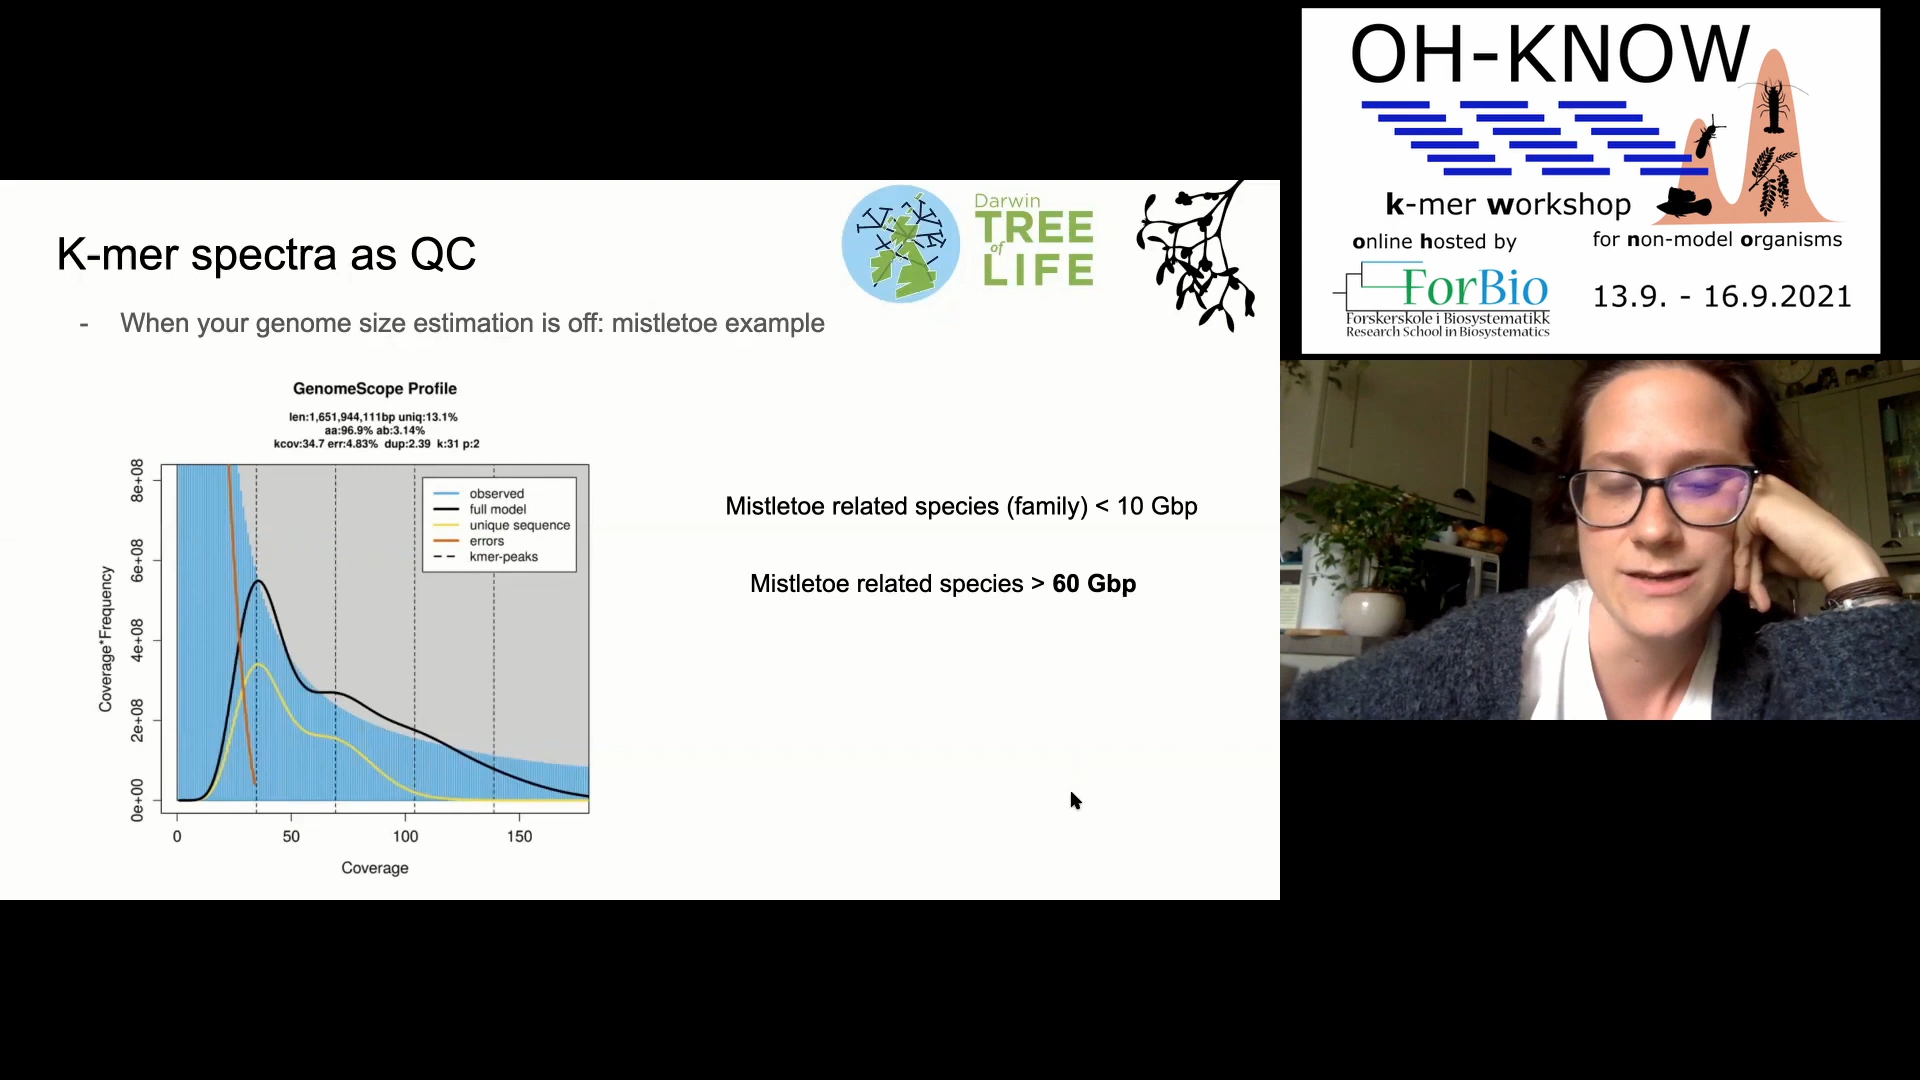 OH-KNOW
k-mer workshop
online hosted by
for non-model organisms
ForBio
Forskerskole i Biosystematikk
Research School in Biosystematics
13.9. - 16.9.2021
Darwin
TREE
of
LIFE
K-mer spectra as QC
- When your genome size estimation is off: mistletoe example
GenomeScope Profile
len:1,651,944,111bp uniq:13.1%
aa:96.9% ab:3.14%
kcov:34.7 err:4.83% dup:2.39 k:31 p:2
observed
full model
unique sequence
errors
kmer-peaks
Coverage*Frequency
0e+00
2e+08
4e+08
6e+08
8e+08
0
50
100
150
Coverage
Mistletoe related species (family) < 10 Gbp
Mistletoe related species > 60 Gbp